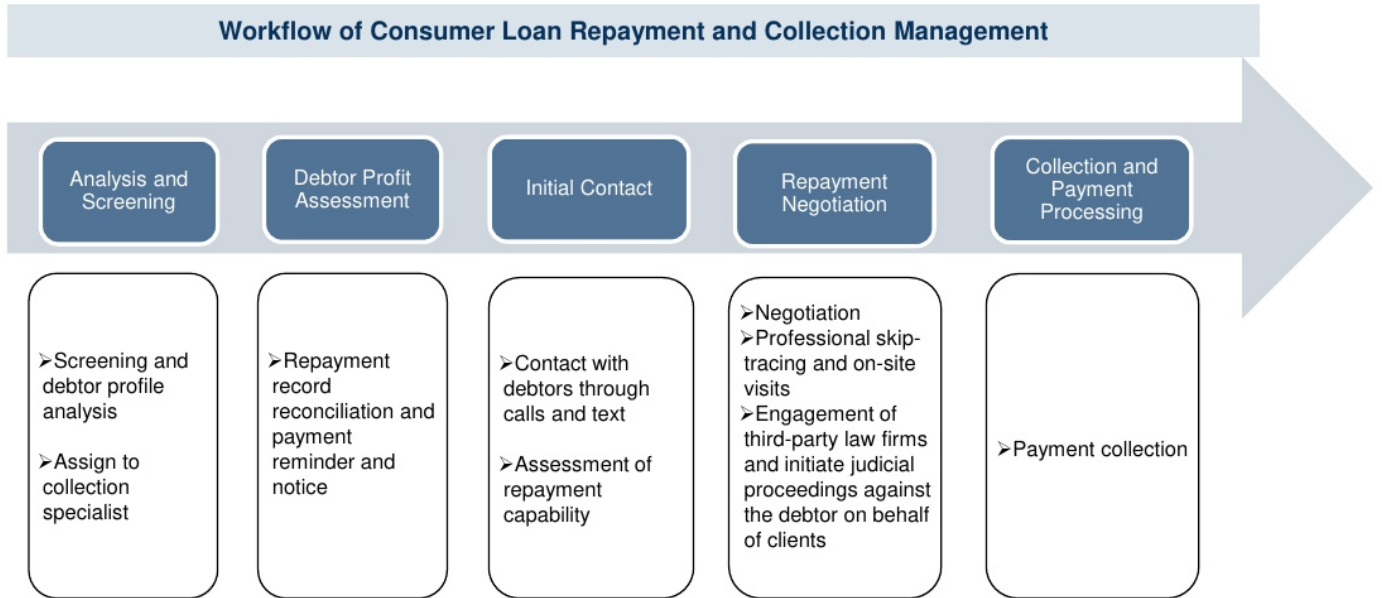 Workflow of Consumer Loan Repayment and Collection Management
Analysis and
Screening
Debtor Profit
Assessment
Initial Contact
Repayment
Negotiation
Collection and
Payment
Processing
➢Screening and
debtor profile
analysis
➢Assign to
collection
specialist
➢Repayment
record
reconciliation and
payment
reminder and
notice
➢Contact with
debtors through
calls and text
➢Assessment of
repayment
capability
➢Negotiation
➢Professional skip-
tracing and on-site
visits
➢Engagement of
third-party law firms
and initiate judicial
proceedings against
the debtor on behalf
of clients
➢Payment collection